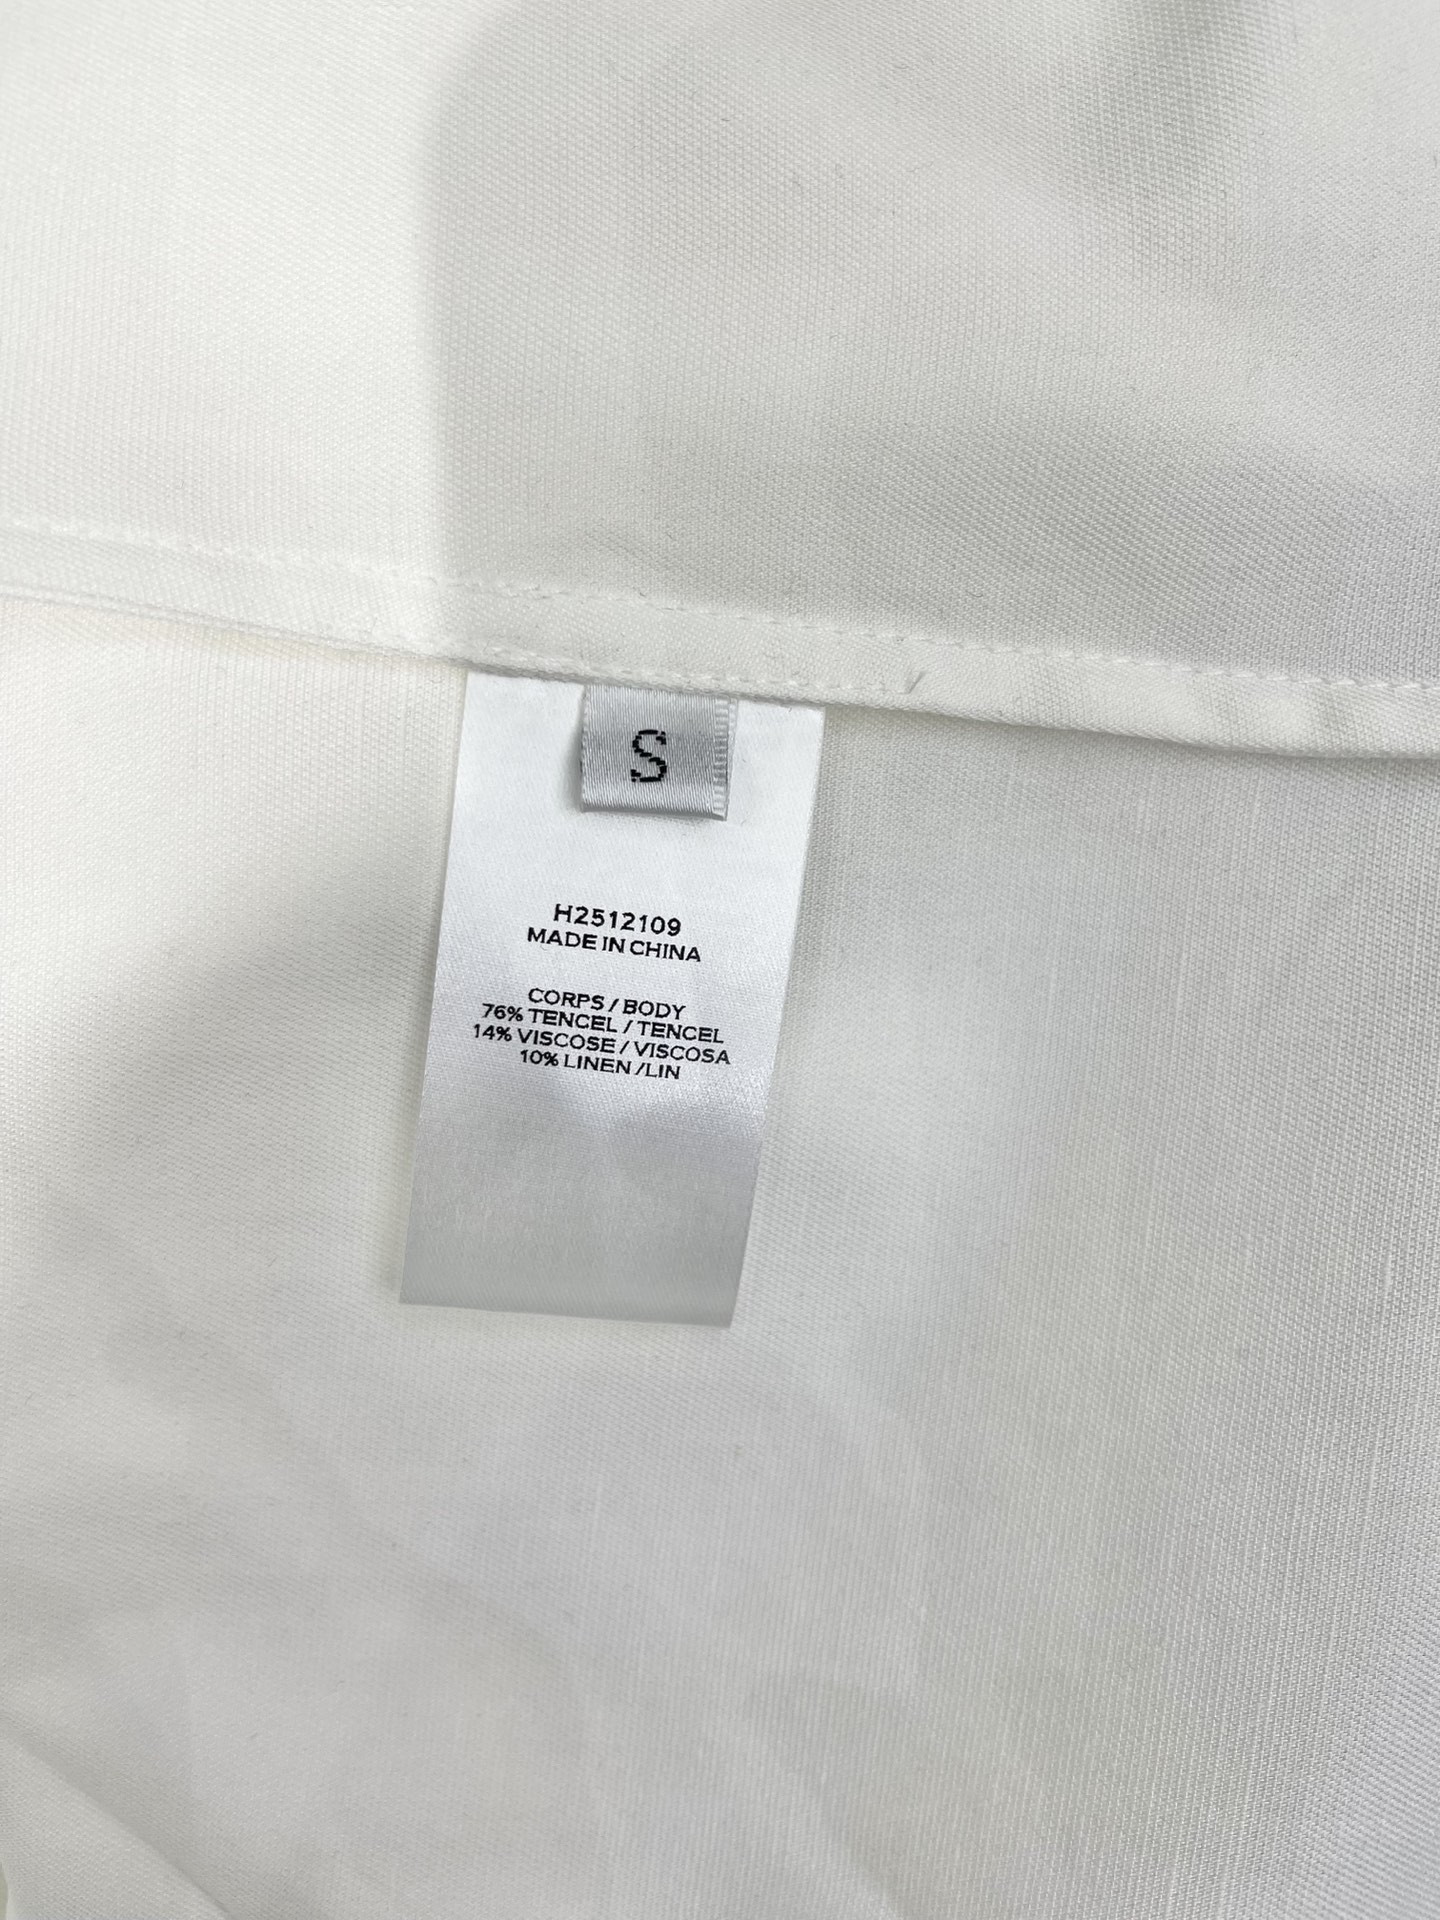 S
H2512109
MADE IN CHINA
CORPS / BODY
76% TENCEL / TENCEL
14% VISCOSE / VISCOSA
10% LINEN /LIN